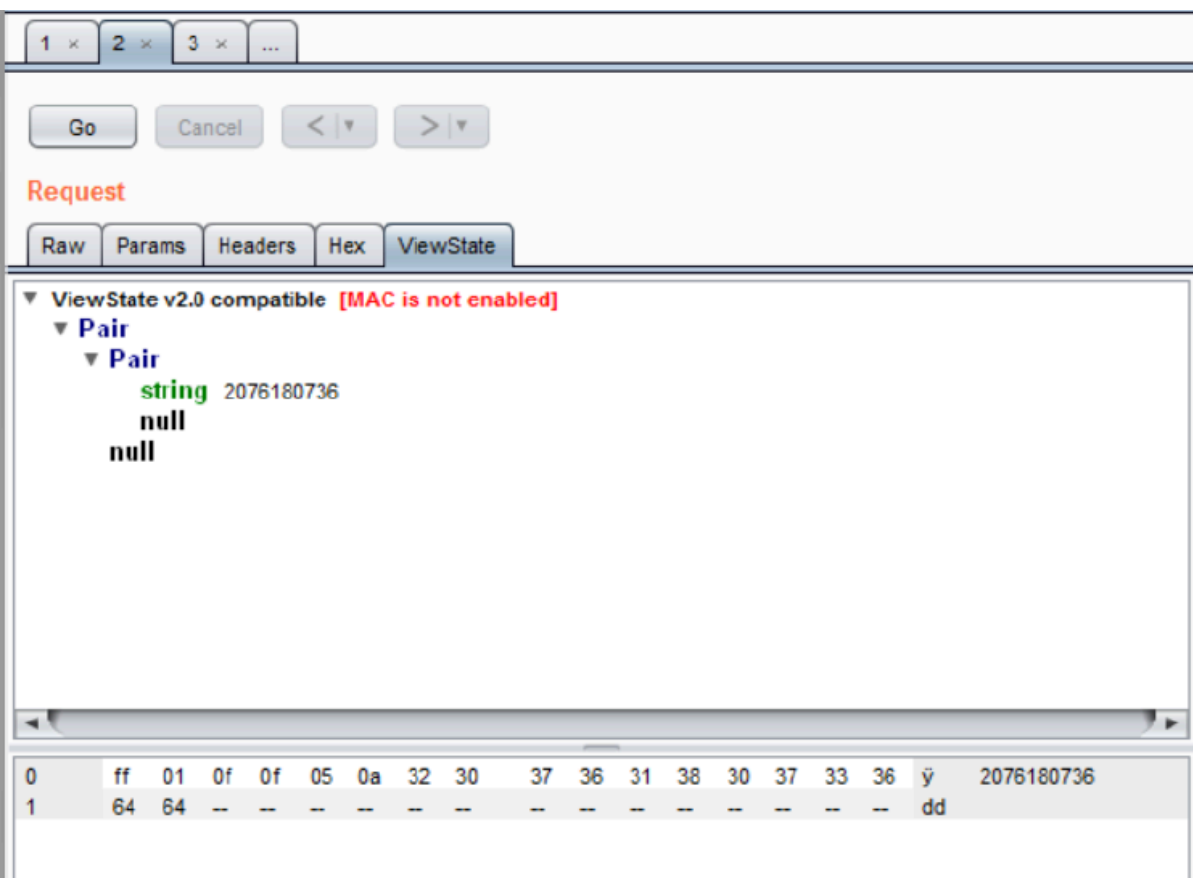 1 × 2 × 3 × ...
Go Cancel < ▼ > ▼
Request
Raw Params Headers Hex ViewState
ViewState v2.0 compatible [MAC is not enabled]
Pair
Pair
string 2076180736
null
null
0 ff 01 0f 0f 05 0a 32 30 37 36 31 38 30 37 33 36 ÿ 2076180736
1 64 64 -- -- -- -- -- -- -- -- -- -- -- -- -- -- dd